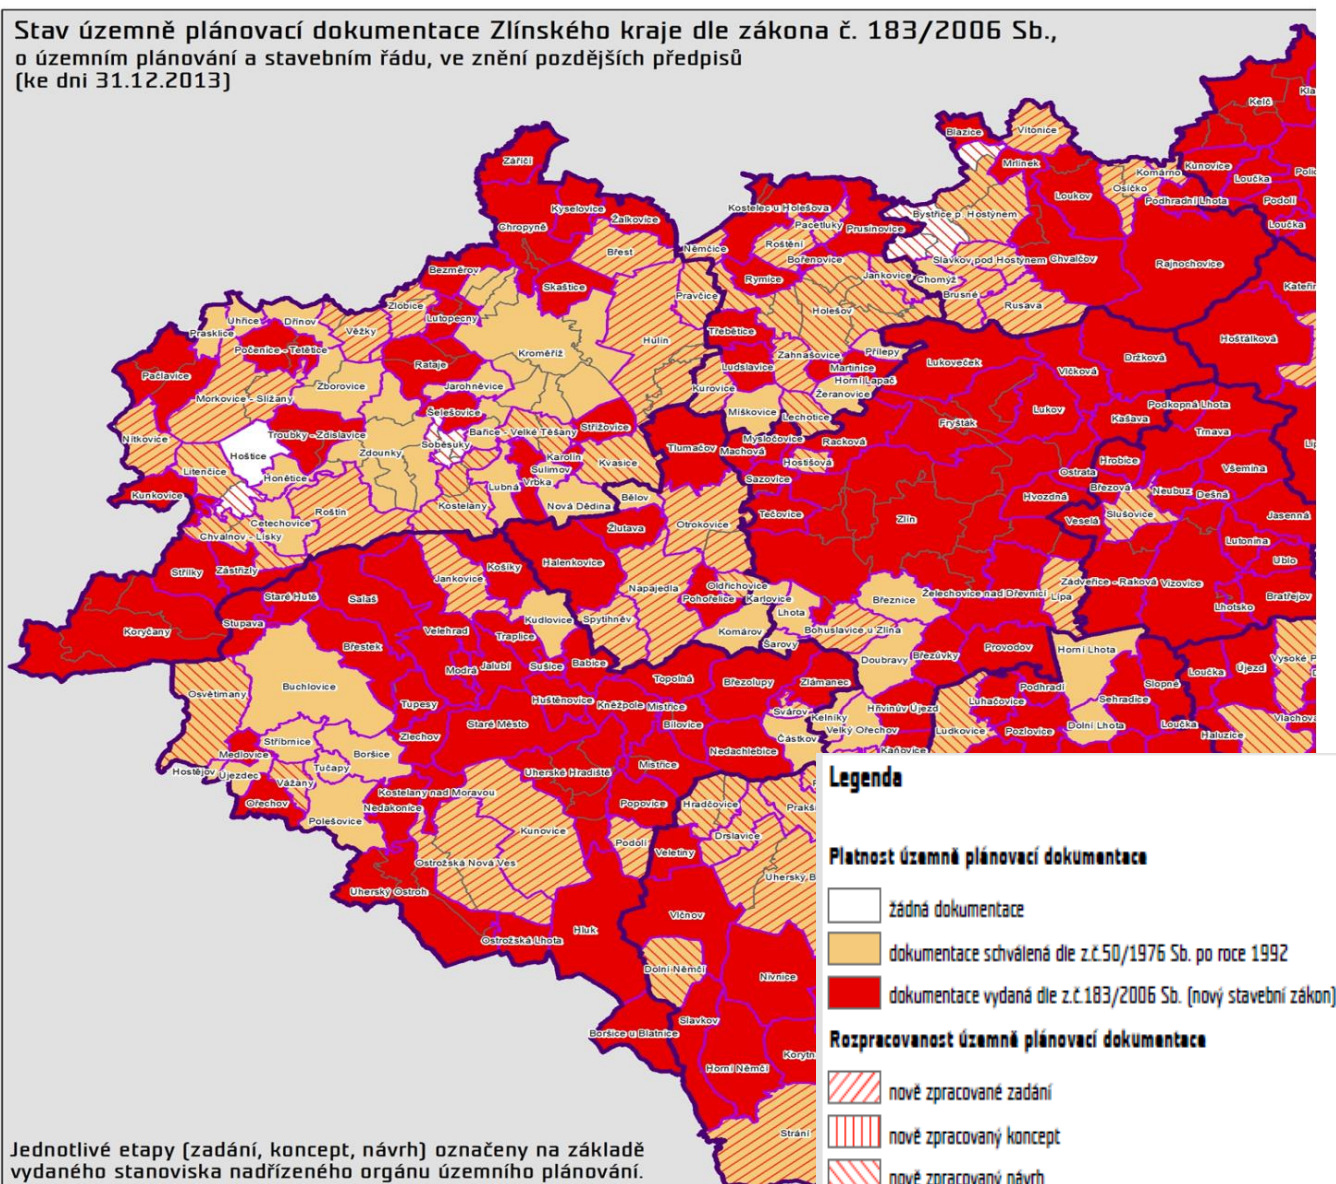 Stav územně plánovací dokumentace Zlínského kraje dle zákona č. 183/2006 Sb.,
o územním plánování a stavebním řádu, ve znění pozdějších předpisů
(ke dni 31.12.2013)
Kelč
Blazice
Vítonice
Záříčí
Mrlínek
Kunovice
Komárno
Osíčko
Loučka
Loukov
Podhradní Lhota
Podolí
Kyselovice
Kostelec u Holešova
Žalkovice
Pacetluky
Bystřice p. Hostýnem
Chropyně
Prusinovice
Loučka
Roštění
Břest
Němčice
Bořenovice
Slavkov pod Hostýnem
Chvalčov
Rajnochovice
Bezměrov
Jankovice
Rymice
Chomýž
Skaštice
Pravčice
Brusné
Rusava
Zlobice
Holešov
Uhřice
Dřínov
Lutopecny
Prasklice
Věžky
Třebětice
Hošťálková
Hulín
Počenice - Tetětice
Kroměříž
Zahnašovice
Přílepy
Držková
Rataje
Ludslavice
Martinice
Lukoveček
Vlčková
Pačlavice
Zborovice
Jarohněvice
Horní Lapač
Kurovice
Žeranovice
Morkovice - Slížany
Míškovice
Podkopná Lhota
Šelešovice
Lechotice
Lukov
Kašava
Fryšták
Střížovice
Trnava
Troubky - Zdislavice
Bařice - Velké Těšany
Nítkovice
Mysločovice
Racková
Soběsuky
Tlumačov
Machová
Zdounky
Karolín
Hoštice
Hostišová
Hrobice
Kvasice
Všemina
Litenčice
Sulimov
Ostrata
Honětice
Sazovice
Vrbka
Březová
Neubuz
Dešná
Lubná
Kunkovice
Bělov
Hvozdná
Nová Dědina
Kostelany
Roštín
Tečovice
Slušovice
Jasenná
Zlín
Cetechovice
Veselá
Otrokovice
Žlutava
Chvalnov - Lísky
Lutonina
Halenkovice
Ublo
Střílky
Zástřizly
Košíky
Jankovice
Zádveřice - Raková
Vizovice
Napajedla
Oldřichovice
Želechovice nad Dřevnicí
Lípa
Bratřejov
Staré Hutě
Salaš
Pohořelice
Karlovice
Březnice
Lhotsko
Lhota
Stupava
Kudlovice
Spytihněv
Koryčany
Velehrad
Traplice
Komárov
Bohuslavice u Zlína
Břestek
Šarovy
Provodov
Horní Lhota
Březůvky
Doubravy
Modrá
Jalubí
Sušice
Babice
Loučka
Újezd
Topolná
Březolupy
Zlámanec
Slopné
Buchlovice
Podhradí
Osvětimany
Tupesy
Huštěnovice
Kněžpole
Mistřice
Luhačovice
Sehradice
Hřivínův Újezd
Svárov
Kelníky
Staré Město
Bílovice
Dolní Lhota
Loučka
Velký Ořechov
Ludkovice
Pozlovice
Zlechov
Částkov
Haluzice
Stříbrnice
Nedachlebice
Kaňovice
Medlovice
Boršice
Mistřice
Tučapy
Hostějov
Újezdec
Uherské Hradiště
Vážany
Kostelany nad Moravou
Ořechov
Nedakonice
Popovice
Hradčovice
Polešovice
Kunovice
Drslavice
Podolí
Veletiny
Ostrožská Nová Ves
Uherský Ostroh
Vlčnov
Hluk
Ostrožská Lhota
Dolní Němčí
Nivnice
Slavkov
Boršice u Blatnice
Horní Němčí
Strání
Legenda
Platnost územně plánovací dokumentace
žádná dokumentace
dokumentace schválená dle z.č.50/1976 Sb. po roce 1992
dokumentace vydaná dle z.č.183/2006 Sb. (nový stavební zákon)
Rozpracovanost územně plánovací dokumentace
nově zpracované zadání
nově zpracovaný koncept
nově zpracovaný návrh
Jednotlivé etapy (zadání, koncept, návrh) označeny na základě
vydaného stanoviska nadřízeného orgánu územního plánování.